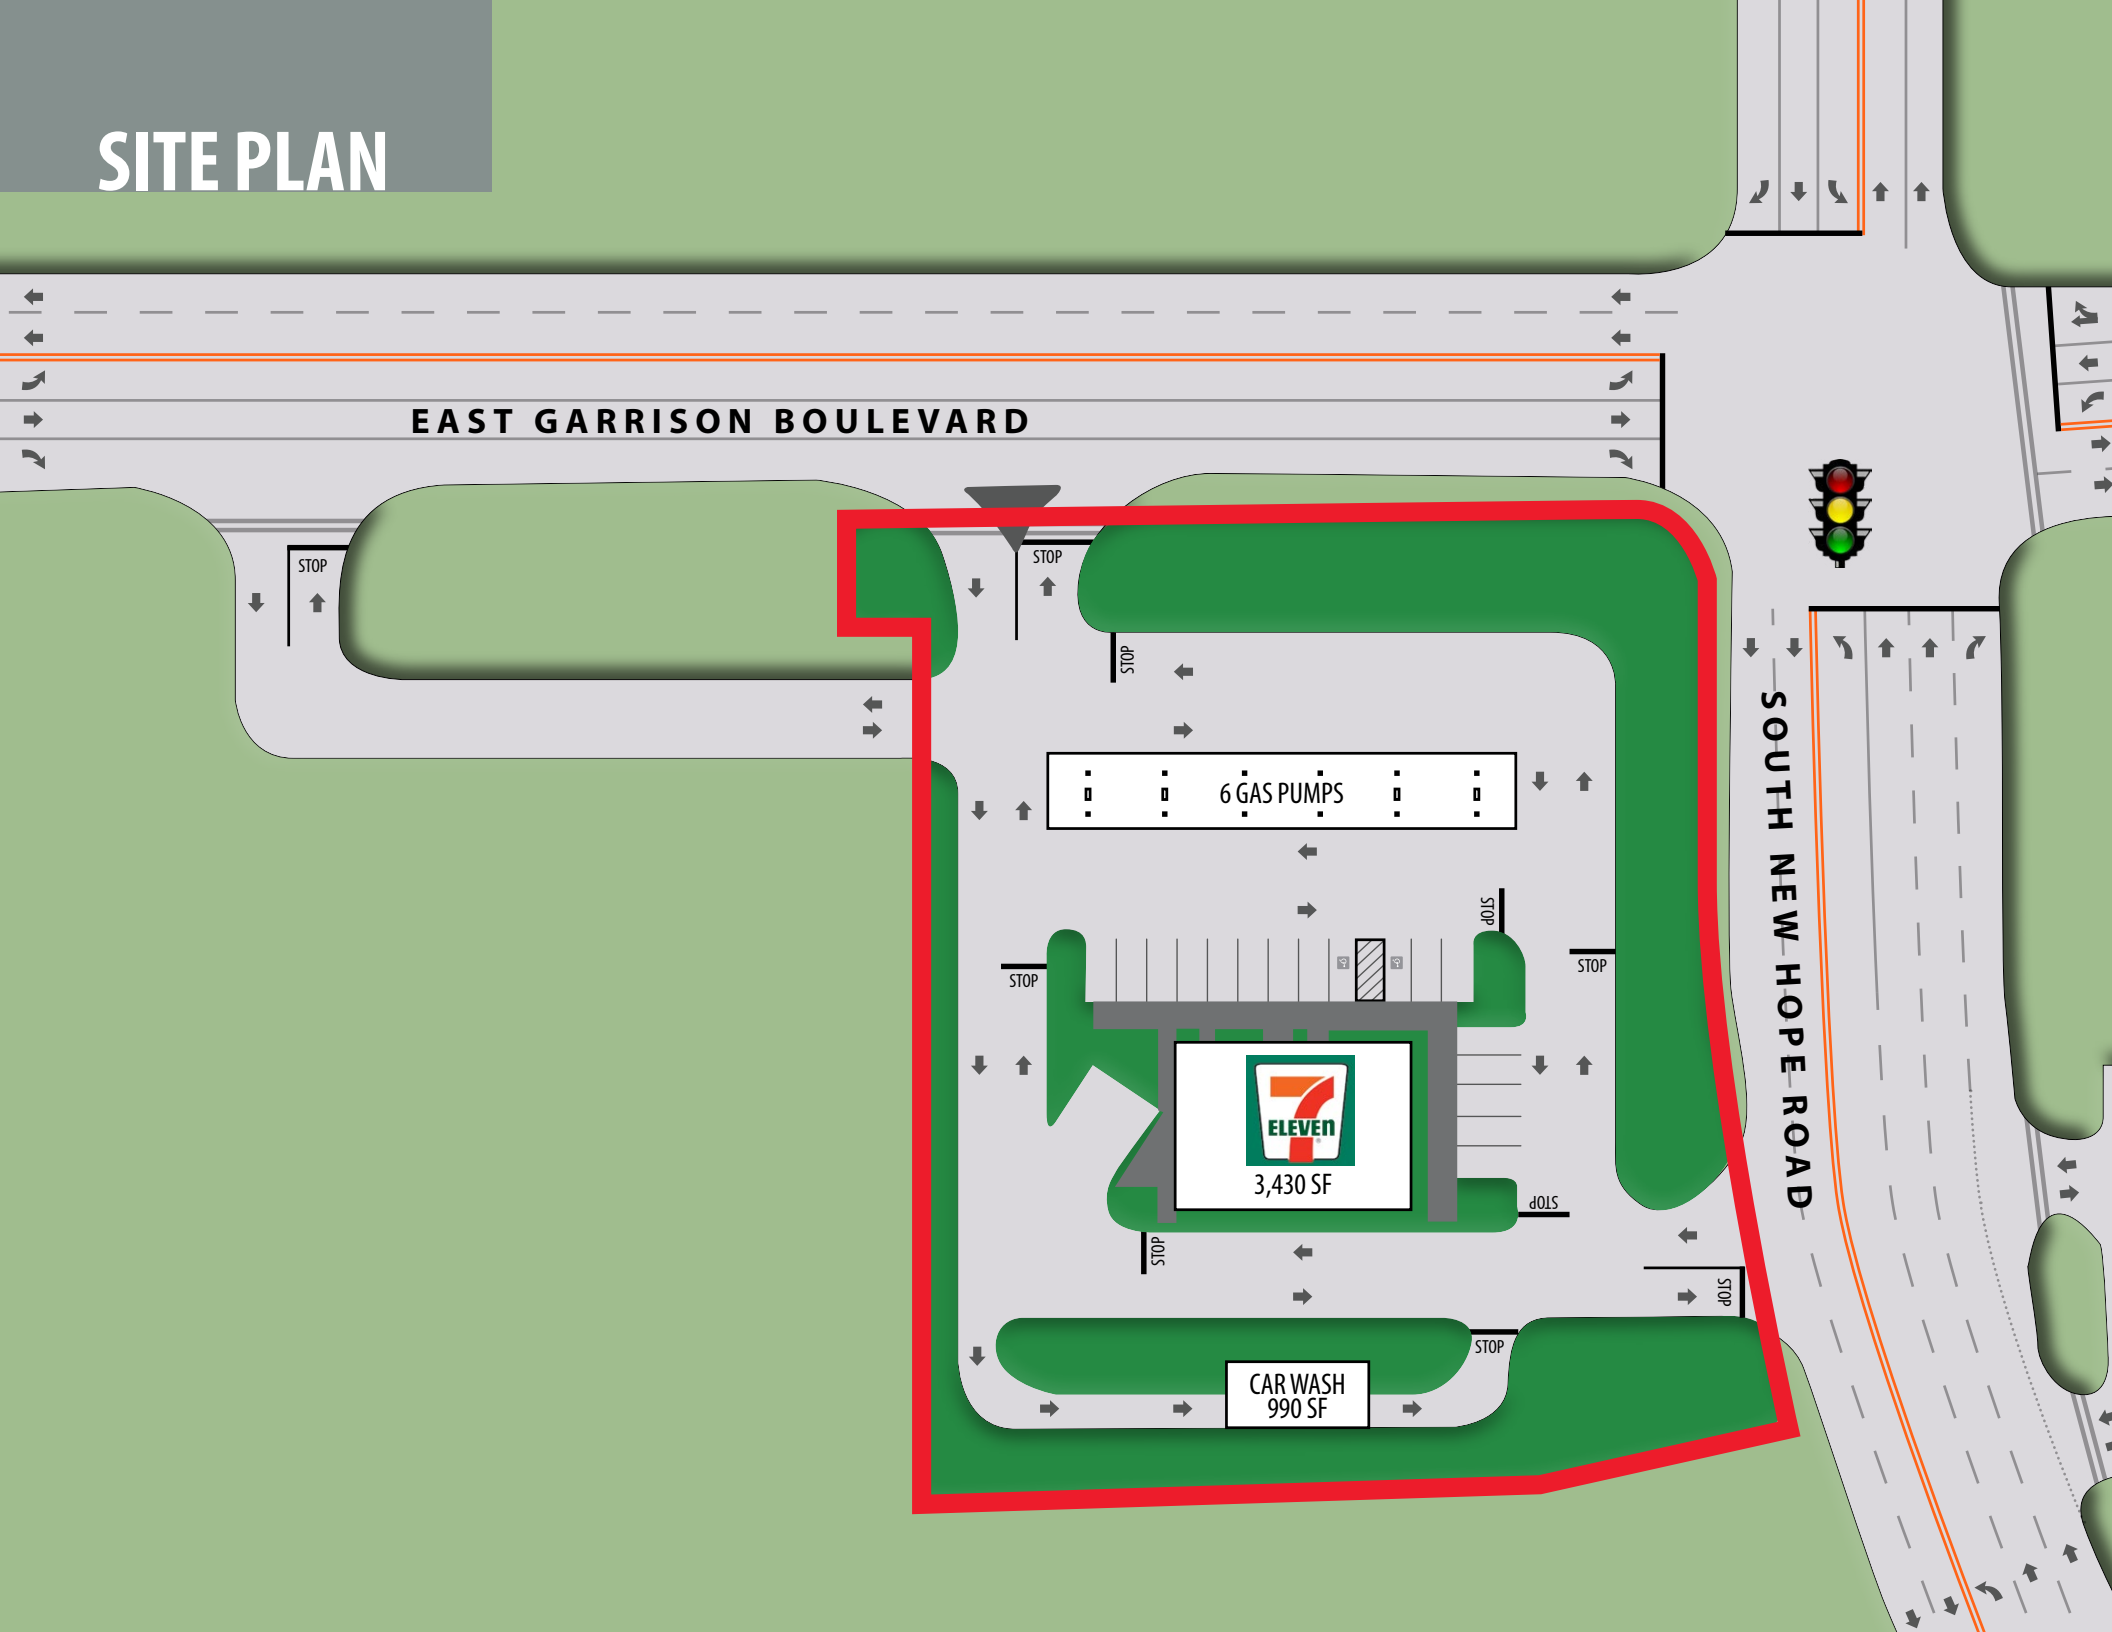 SITE PLAN
EAST GARRISON BOULEVARD
STOP
STOP
STOP
SOUTH NEW HOPE ROAD
6 GAS PUMPS
STOP
STOP
STOP
7
ELEVEn
®
3,430 SF
STOP
STOP
STOP
STOP
CAR WASH
990 SF